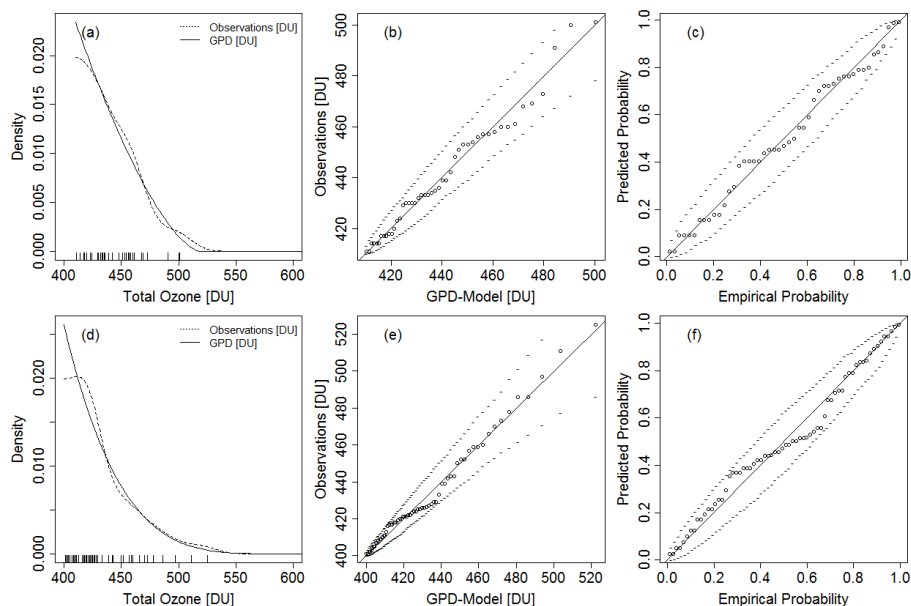 (a)
Observations [DU]
GPD [DU]
Density
0.000 0.005 0.010 0.015 0.020
400 450 500 550 600
Total Ozone [DU]
(b)
Observations [DU]
420 440 460 480 500
420 440 460 480 500
GPD-Model [DU]
(c)
Predicted Probability
0.0 0.2 0.4 0.6 0.8 1.0
0.0 0.2 0.4 0.6 0.8 1.0
Empirical Probability
(d)
Observations [DU]
GPD [DU]
Density
0.000 0.010 0.020
400 450 500 550 600
Total Ozone [DU]
(e)
Observations [DU]
400 420 440 460 480 520
400 420 440 460 480 500 520
GPD-Model [DU]
(f)
Predicted Probability
0.0 0.2 0.4 0.6 0.8 1.0
0.0 0.2 0.4 0.6 0.8 1.0
Empirical Probability